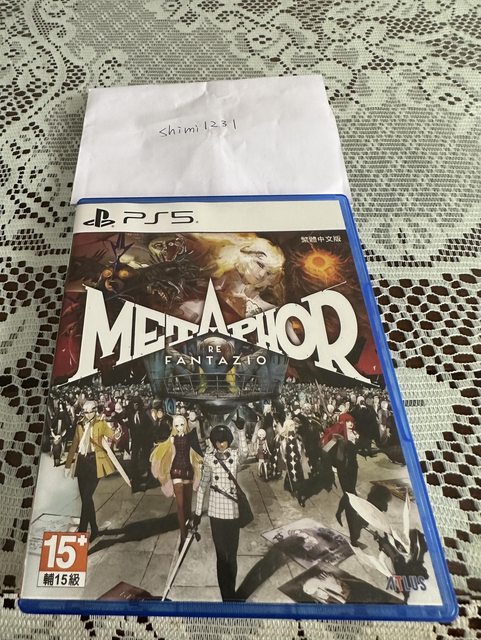 shimi1231
PS5
繁體中文版
METAPHOR
RE
FANTAZIO
15+
輔15級
ATLUS